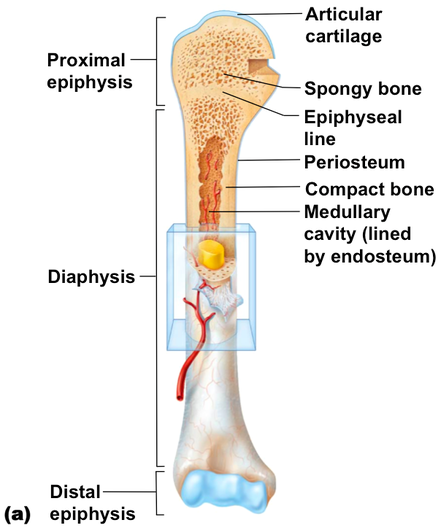 Articular
cartilage
Proximal
epiphysis
Spongy bone
Epiphyseal
line
Periosteum
Compact bone
Medullary
cavity (lined
by endosteum)
Diaphysis
Distal
epiphysis
(a)